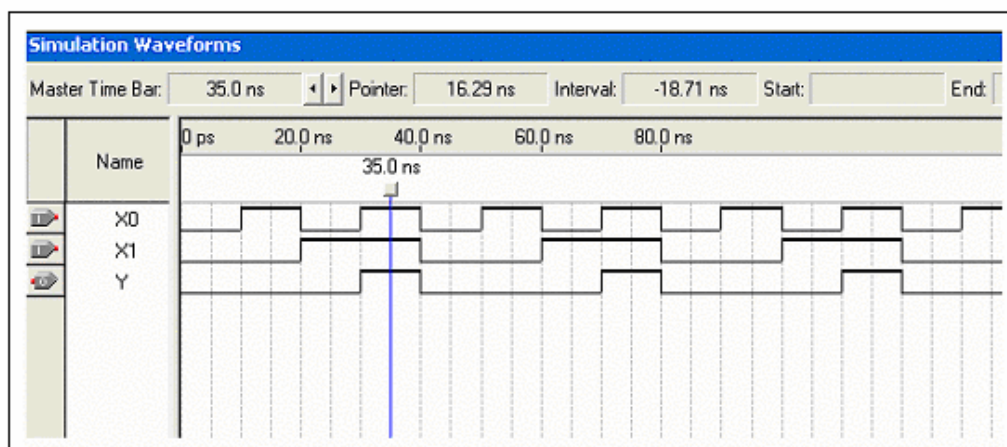 Simulation Waveforms
Master Time Bar: 35.0 ns Pointer: 16.29 ns Interval: -18.71 ns Start: End:
Name 0 ps 20.0 ns 40.0 ns 60.0 ns 80.0 ns
35.0 ns
X0
X1
Y